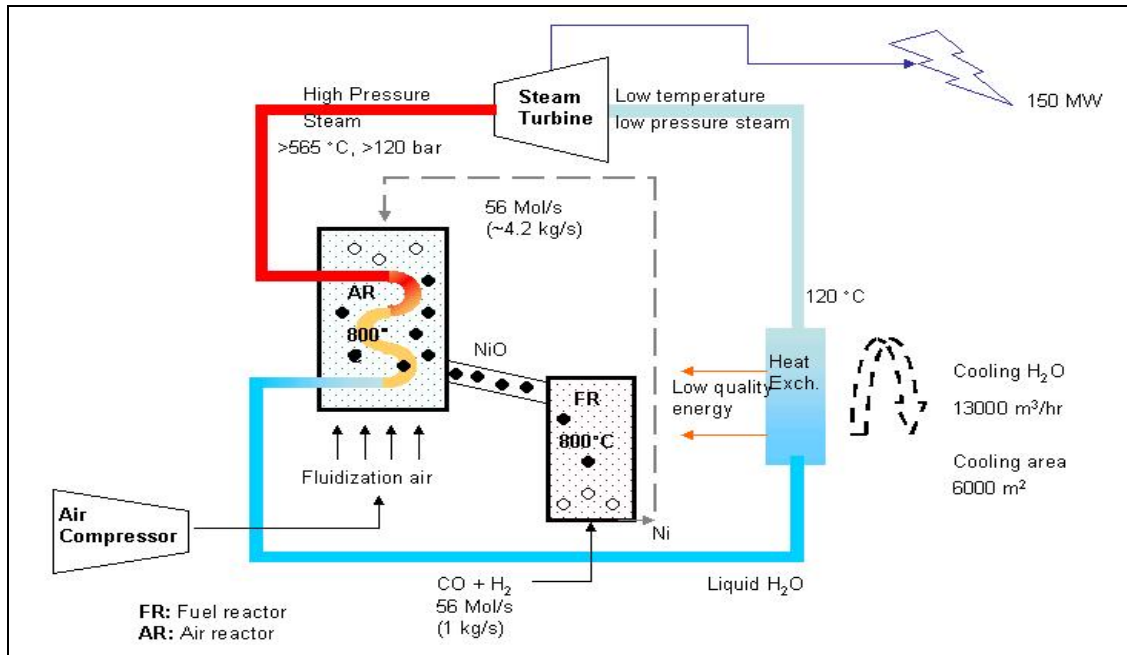 High Pressure
Steam
>565 °C, >120 bar
Steam
Turbine
Low temperature
low pressure steam
150 MW
56 Mol/s
(~4.2 kg/s)
AR
800°
C
NiO
FR
800°C
120 °C
Heat
Exch.
Low quality
energy
Cooling H₂O
13000 m³/hr
Cooling area
6000 m²
Fluidization air
Air
Compressor
Ni
CO + H₂
56 Mol/s
(1 kg/s)
Liquid H₂O
FR: Fuel reactor
AR: Air reactor